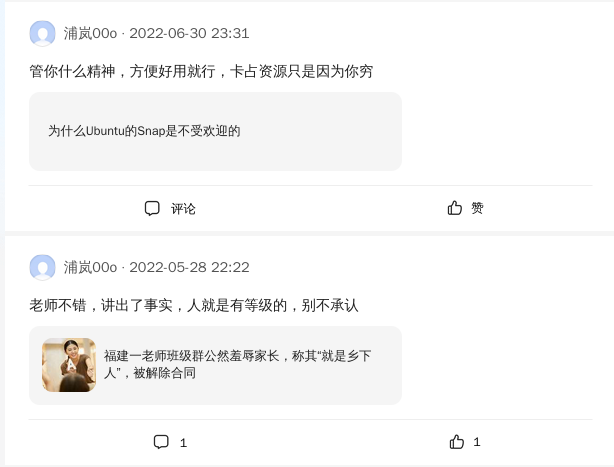 浦岚00o · 2022-06-30 23:31
管你什么精神，方便好用就行，卡占资源只是因为你穷
为什么Ubuntu的Snap是不受欢迎的
评论 赞
浦岚00o · 2022-05-28 22:22
老师不错，讲出了事实，人就是有等级的，别不承认
福建一老师班级群公然羞辱家长，称其“就是乡下
人”，被解除合同
1 1